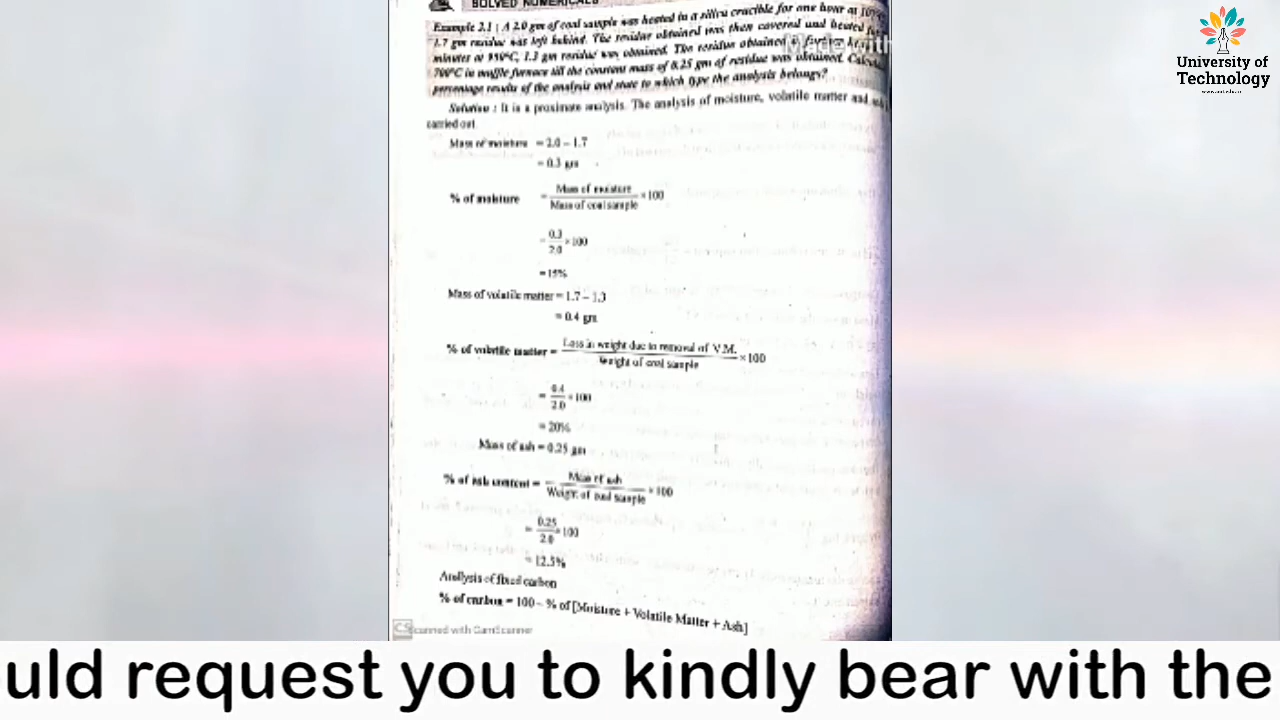 SOLVED NUMERICALS
Example 2.1 : A 2.0 gm of coal sample was heated in a silica crucible for one hour at
1.7 gm residue was left behind. The residue obtained was then covered and heated
minutes at 950°C, 1.3 gm residue was obtained. The residue obtained
700°C in muffle furnace till the constant mass of 0.25 gm of residue was obtained.
percentage results of the analysis and state to which type the analysis belongs?
Solution : It is a proximate analysis. The analysis of moisture, volatile matter and
carried out.
Mass of moisture = 2.0 – 1.7
= 0.3 gm
% of moisture = Mass of moisture / Mass of coal sample × 100
= 0.3 / 2.0 × 100
= 15%
Mass of volatile matter = 1.7 – 1.3
= 0.4 gm
% of volatile matter = Loss in weight due to removal of V.M. / Weight of coal sample × 100
= 0.4 / 2.0 × 100
= 20%
Mass of ash = 0.25 gm
% of ash content = Mass of ash / Weight of coal sample × 100
= 0.25 / 2.0 × 100
= 12.5%
Analysis of fixed carbon
% of carbon = 100 – % of [Moisture + Volatile Matter + Ash]
CS Scanned with CamScanner
Made with
University of
Technology
uld request you to kindly bear with the